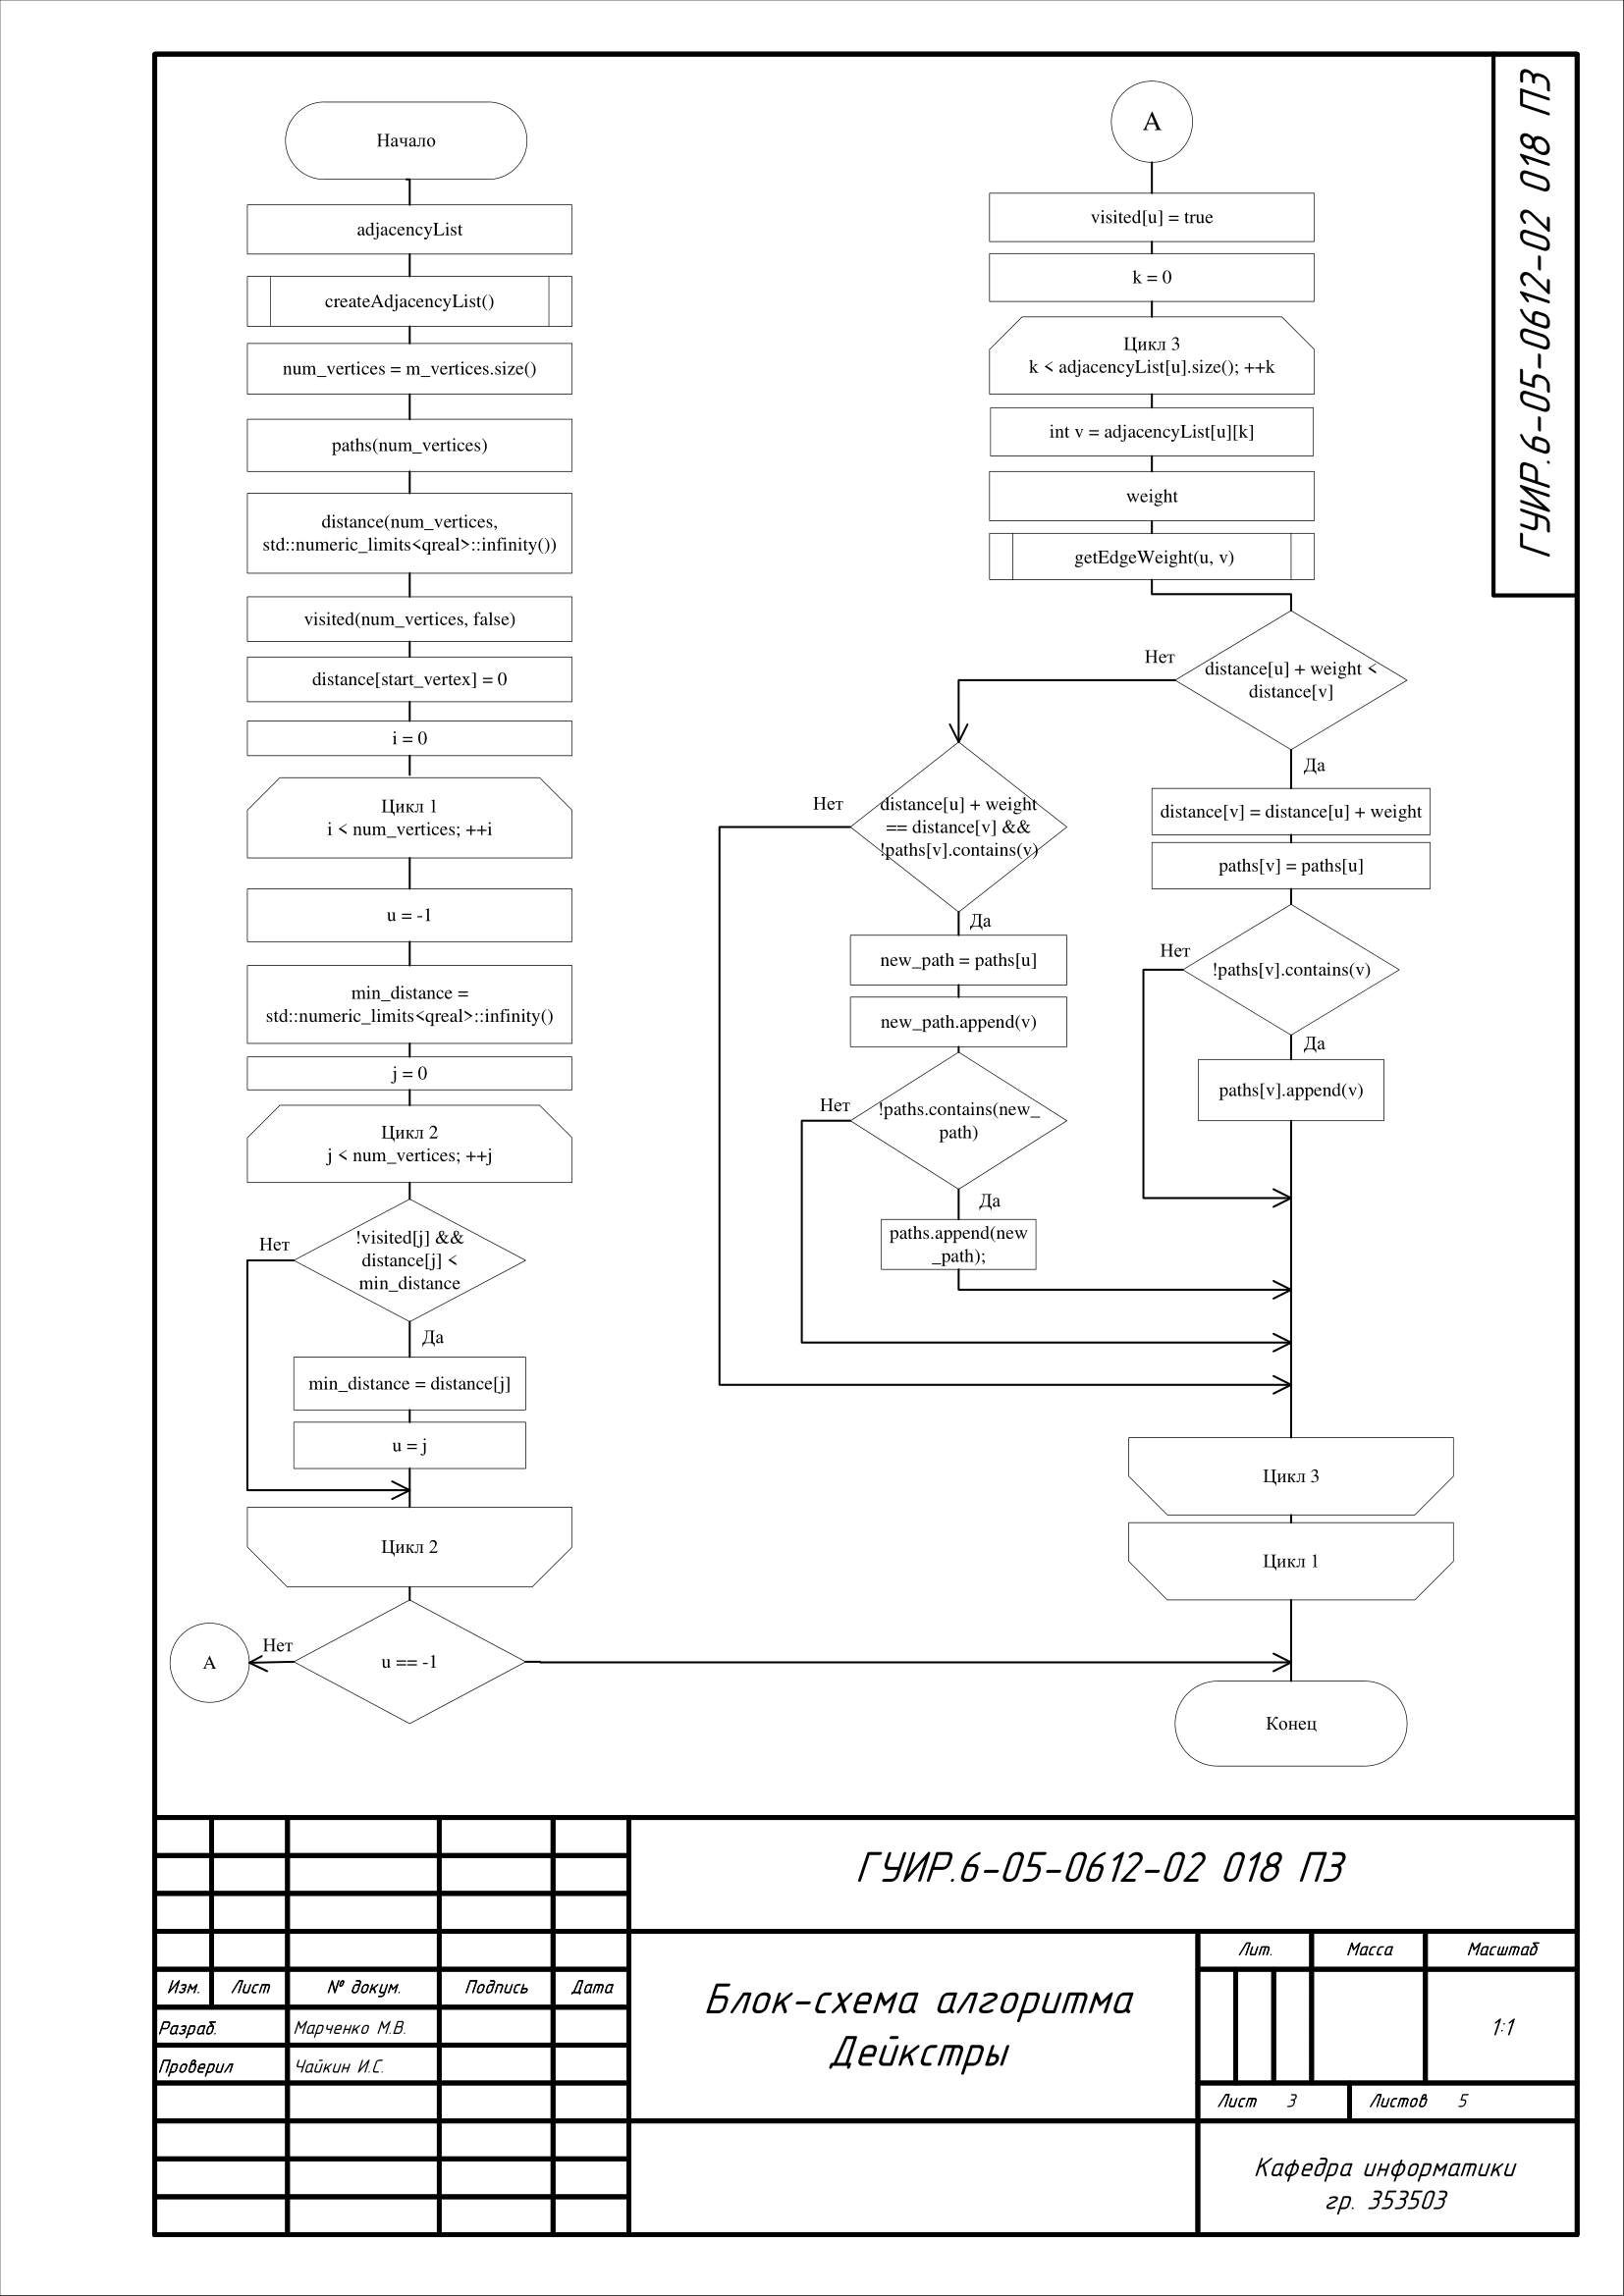 ГУИР.6-05-0612-02 018 ПЗ
Начало
adjacencyList
createAdjacencyList()
num_vertices = m_vertices.size()
paths(num_vertices)
distance(num_vertices,
std::numeric_limits<qreal>::infinity())
visited(num_vertices, false)
distance[start_vertex] = 0
i = 0
Цикл 1
i < num_vertices; ++i
u = -1
min_distance =
std::numeric_limits<qreal>::infinity()
j = 0
Цикл 2
j < num_vertices; ++j
!visited[j] &&
distance[j] <
min_distance
Нет
Да
min_distance = distance[j]
u = j
Цикл 2
u == -1
Нет
А
А
visited[u] = true
k = 0
Цикл 3
k < adjacencyList[u].size(); ++k
int v = adjacencyList[u][k]
weight
getEdgeWeight(u, v)
distance[u] + weight <
distance[v]
Нет
Да
distance[u] + weight
== distance[v] &&
!paths[v].contains(v)
Нет
Да
new_path = paths[u]
new_path.append(v)
!paths.contains(new_
path)
Нет
Да
paths.append(new
_path);
distance[v] = distance[u] + weight
paths[v] = paths[u]
!paths[v].contains(v)
Нет
Да
paths[v].append(v)
Цикл 3
Цикл 1
Конец
ГУИР.6-05-0612-02 018 ПЗ
Изм. Лист № докум. Подпись Дата
Разраб. Марченко М.В.
Проверил Чайкин И.С.
Блок-схема алгоритма
Дейкстры
Лит. Масса Масштаб
1:1
Лист 3 Листов 5
Кафедра информатики
гр. 353503